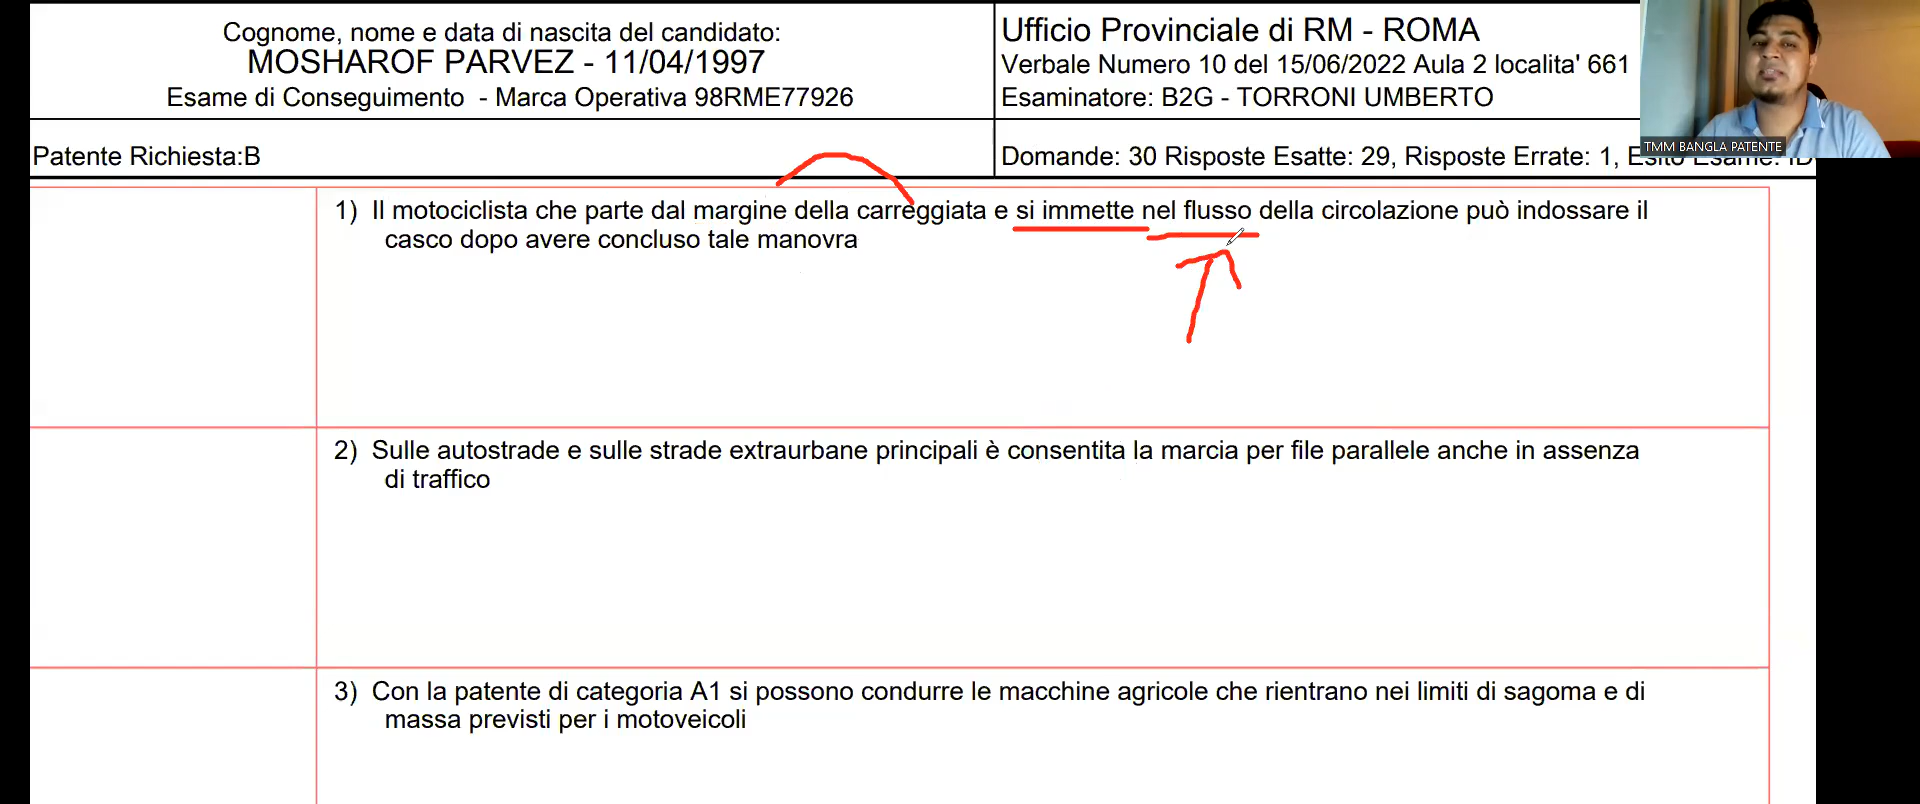 Cognome, nome e data di nascita del candidato:
MOSHAROF PARVEZ - 11/04/1997
Esame di Conseguimento - Marca Operativa 98RME77926
Ufficio Provinciale di RM - ROMA
Verbale Numero 10 del 15/06/2022 Aula 2 localita' 661
Esaminatore: B2G - TORRONI UMBERTO
TMM BANGLA PATENTE
Patente Richiesta:B
Domande: 30 Risposte Esatte: 29, Risposte Errate: 1, Esito Esame: ID
1) Il motociclista che parte dal margine della carreggiata e si immette nel flusso della circolazione può indossare il
casco dopo avere concluso tale manovra
2) Sulle autostrade e sulle strade extraurbane principali è consentita la marcia per file parallele anche in assenza
di traffico
3) Con la patente di categoria A1 si possono condurre le macchine agricole che rientrano nei limiti di sagoma e di
massa previsti per i motoveicoli